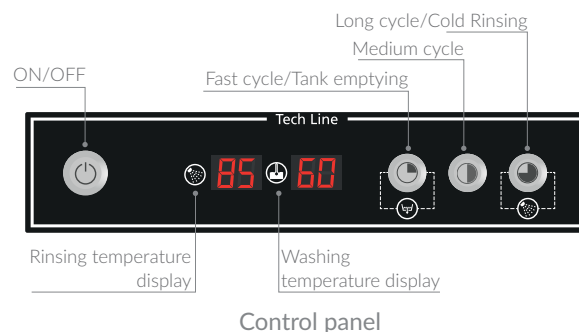 Long cycle/Cold Rinsing
Medium cycle
ON/OFF
Fast cycle/Tank emptying
Tech Line
85 60
Rinsing temperature
display
Washing
temperature display
Control panel